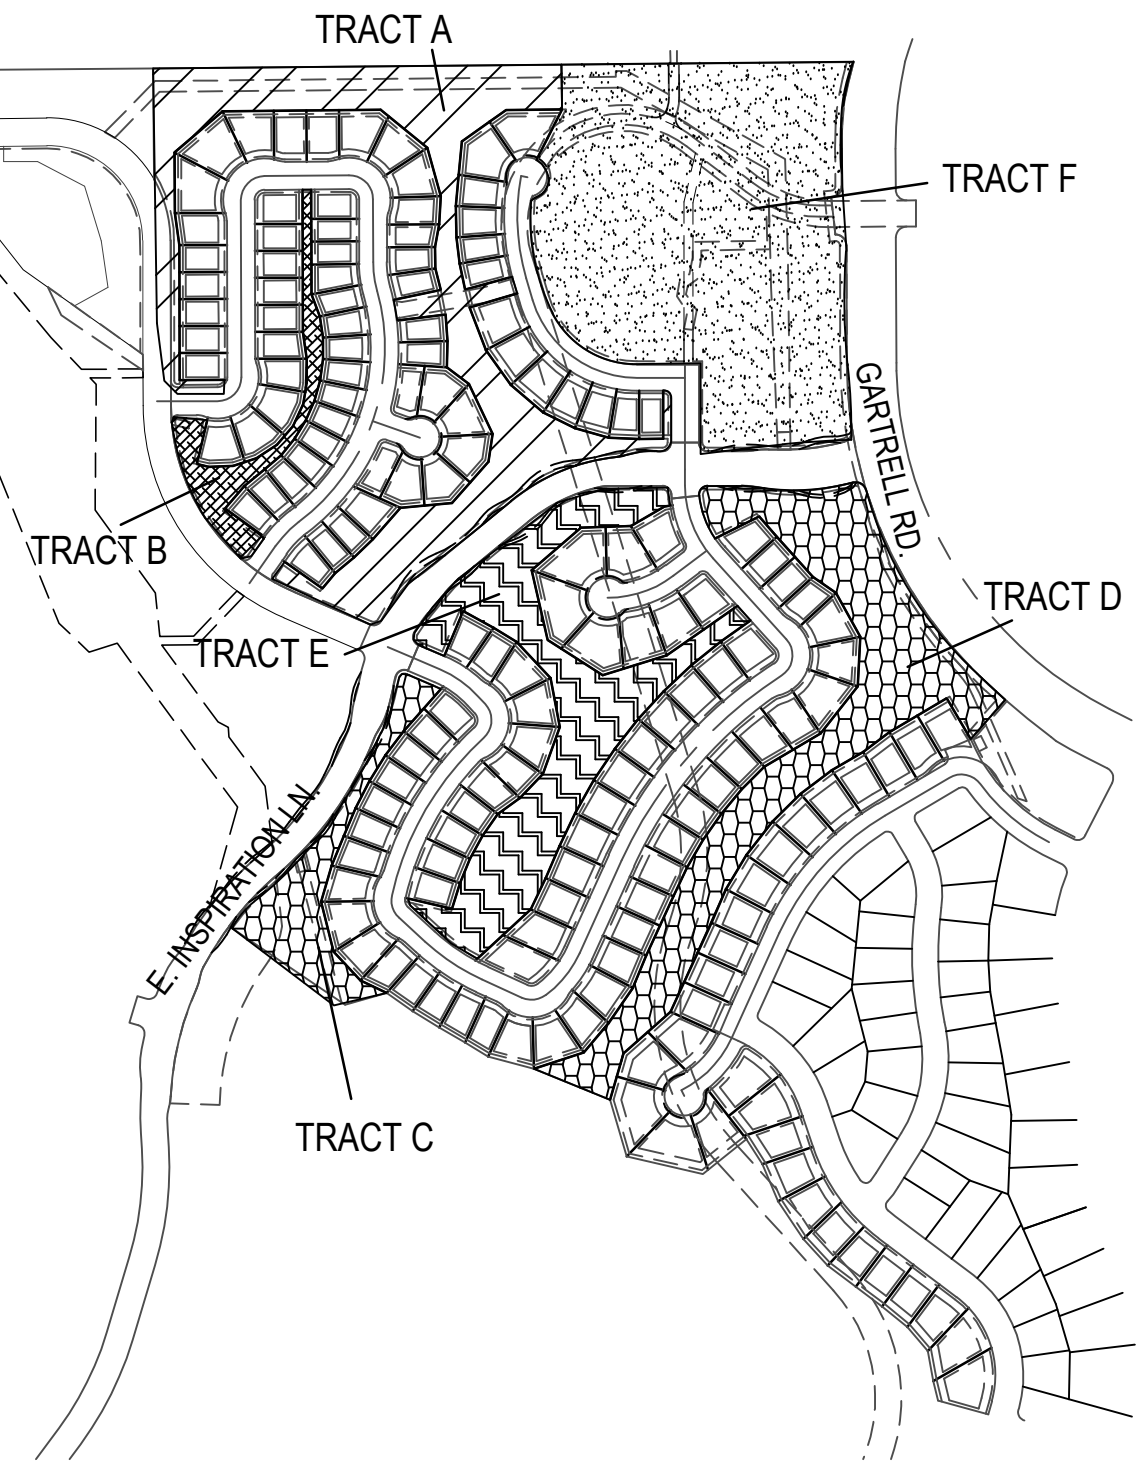 TRACT A
TRACT F
GARTRELL RD.
TRACT B
TRACT D
TRACT E
E. INSPIRATION LN.
TRACT C